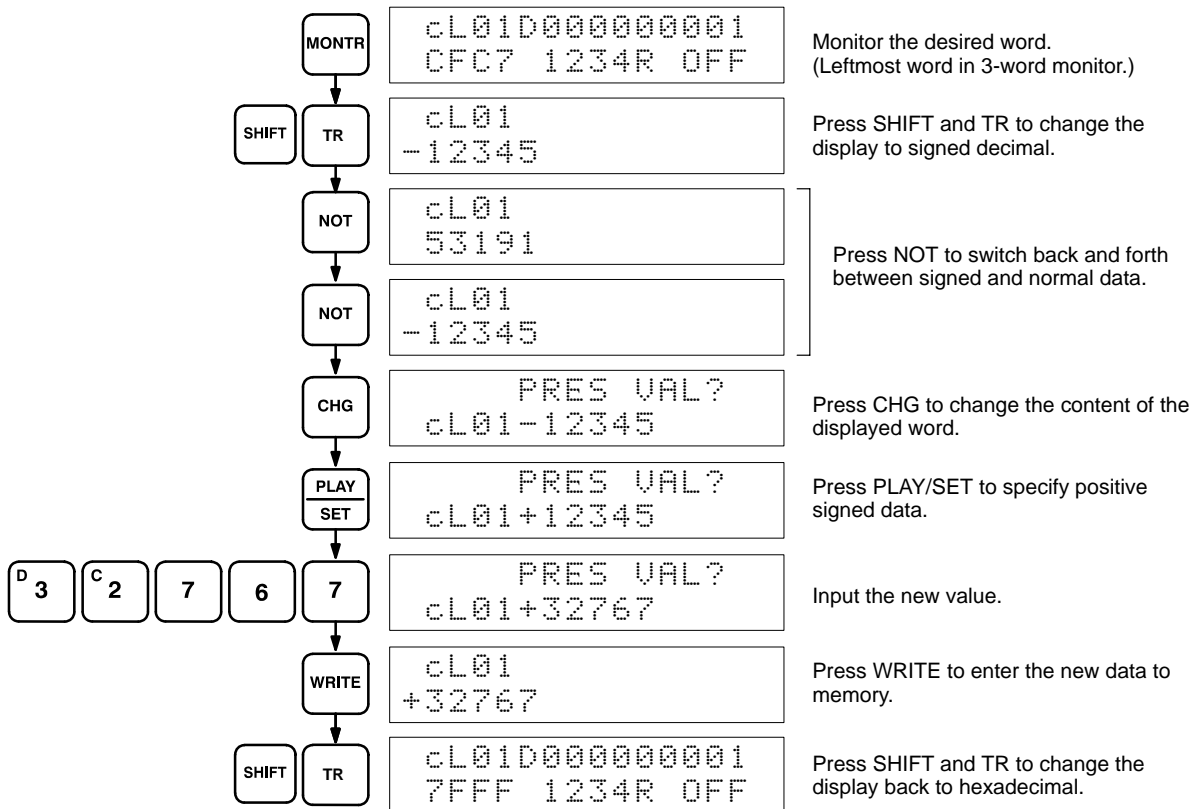 MONTR
cL01D000000001
CFC7 1234R OFF
Monitor the desired word.
(Leftmost word in 3-word monitor.)
SHIFT TR
cL01
-12345
Press SHIFT and TR to change the
display to signed decimal.
NOT
cL01
53191
NOT
cL01
-12345
Press NOT to switch back and forth
between signed and normal data.
CHG
PRES VAL?
cL01-12345
Press CHG to change the content of the
displayed word.
PLAY
SET
PRES VAL?
cL01+12345
Press PLAY/SET to specify positive
signed data.
D 3 C 2 7 6 7
PRES VAL?
cL01+32767
Input the new value.
WRITE
cL01
+32767
Press WRITE to enter the new data to
memory.
SHIFT TR
cL01D000000001
7FFF 1234R OFF
Press SHIFT and TR to change the
display back to hexadecimal.